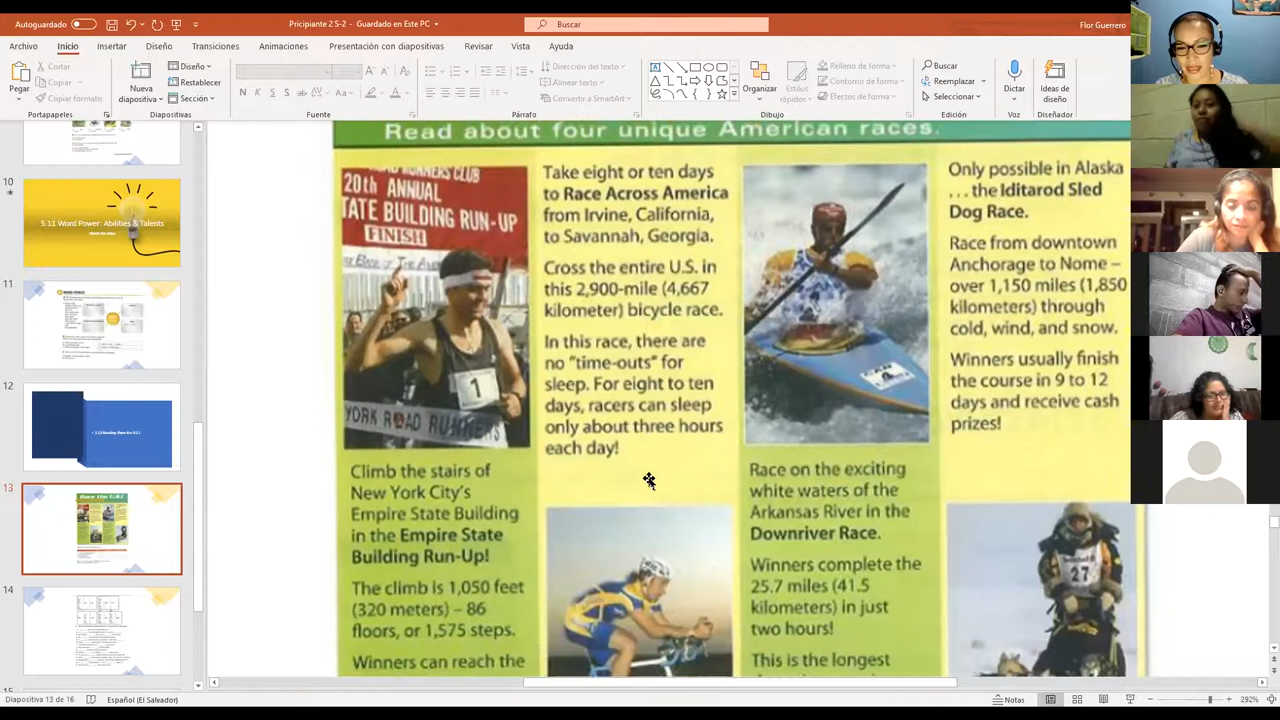 Autoguardado
Pricipiante 2 S-2 - Guardado en Este PC
Buscar
Flor Guerrero
Archivo
Inicio
Insertar
Diseño
Transiciones
Animaciones
Presentación con diapositivas
Revisar
Vista
Ayuda
Pegar
Cortar
Copiar
Copiar formato
Portapapeles
Nueva
diapositiva
Diseño
Restablecer
Sección
Diapositivas
Fuente
Dirección del texto
Alinear texto
Convertir a SmartArt
Párrafo
Organizar
Estilos
rápidos
Relleno de forma
Contorno de forma
Efectos de forma
Dibujo
Buscar
Reemplazar
Seleccionar
Edición
Dictar
Voz
Ideas de
diseño
Diseñador
10
5.11 Word Power: Abilities & Talents
11
12
13
14
Read about four unique American races.
20th ANNUAL
STATE BUILDING RUN-UP
FINISH
1
YORK ROAD RUNNERS
Climb the stairs of
New York City's
Empire State Building
in the Empire State
Building Run-Up!
The climb is 1,050 feet
(320 meters) – 86
floors, or 1,575 steps.
Winners can reach the
Take eight or ten days
to Race Across America
from Irvine, California,
to Savannah, Georgia.
Cross the entire U.S. in
this 2,900-mile (4,667
kilometer) bicycle race.
In this race, there are
no "time-outs" for
sleep. For eight to ten
days, racers can sleep
only about three hours
each day!
Race on the exciting
white waters of the
Arkansas River in the
Downriver Race.
Winners complete the
25.7 miles (41.5
kilometers) in just
two hours!
This is the longest
Only possible in Alaska
. . . the Iditarod Sled
Dog Race.
Race from downtown
Anchorage to Nome –
over 1,150 miles (1,850
kilometers) through
cold, wind, and snow.
Winners usually finish
the course in 9 to 12
days and receive cash
prizes!
27
Diapositiva 13 de 16
Español (El Salvador)
Notas
292%